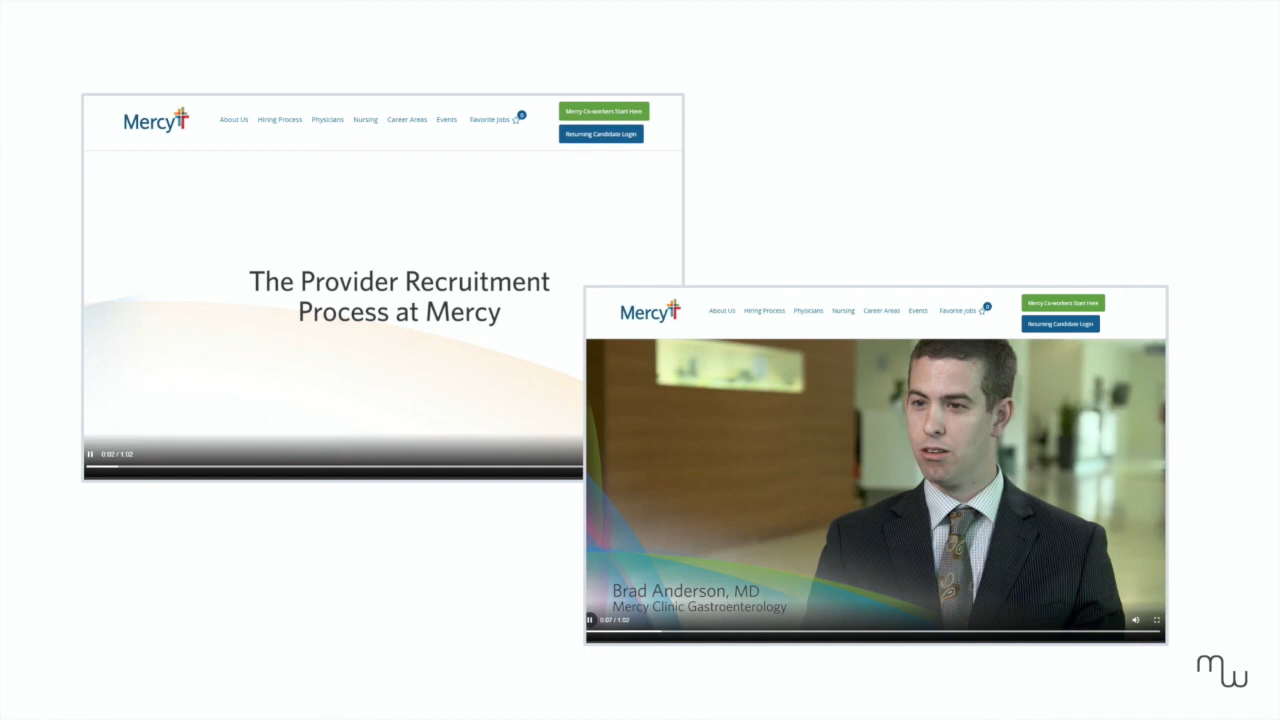 Mercy
About Us Hiring Process Physicians Nursing Career Areas Events Favorite Jobs 0
Mercy Co-workers Start Here
Returning Candidate Login
The Provider Recruitment
Process at Mercy
0:02 / 1:02
Mercy
About Us Hiring Process Physicians Nursing Career Areas Events Favorite Jobs 0
Mercy Co-workers Start Here
Returning Candidate Login
Brad Anderson, MD
Mercy Clinic Gastroenterology
0:07 / 1:02
mw